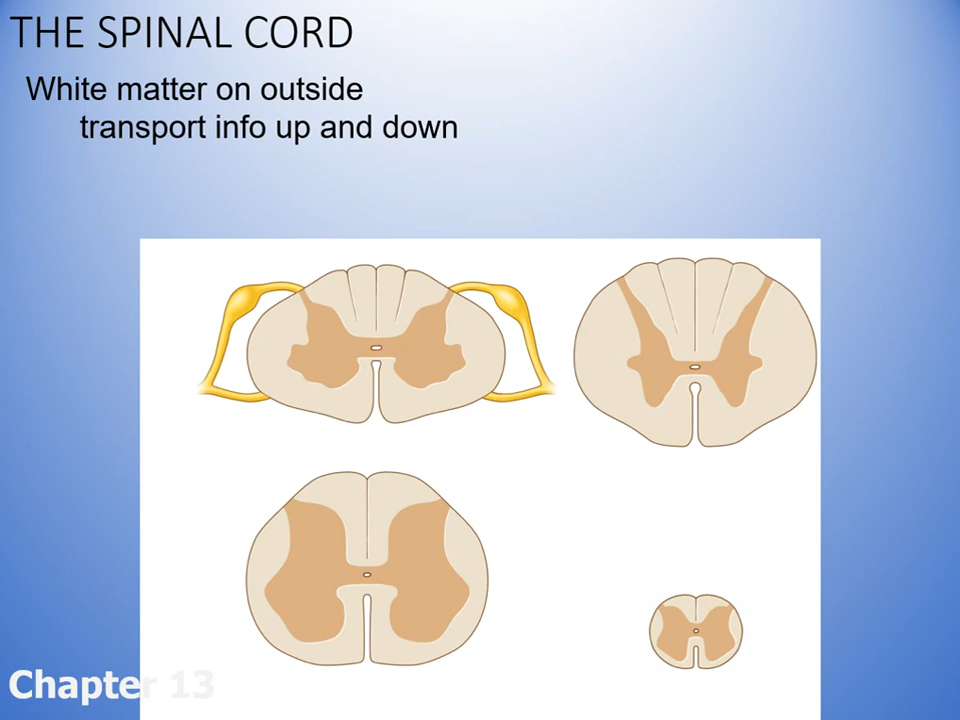 THE SPINAL CORD
White matter on outside
transport info up and down
Chapter 13